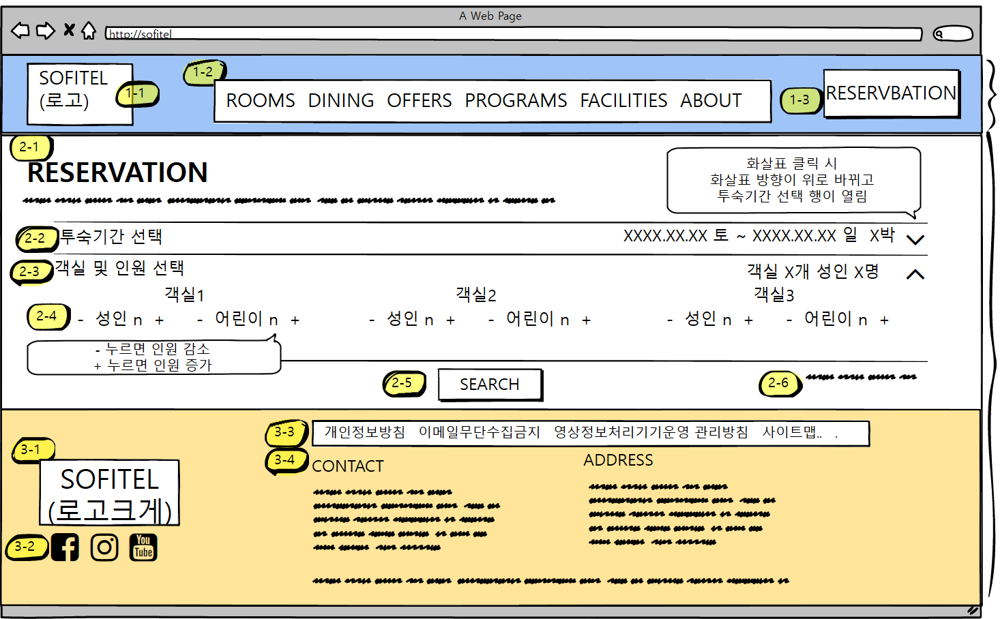 A Web Page
http://sofitel
SOFITEL
(로고)
1-1
1-2
ROOMS DINING OFFERS PROGRAMS FACILITIES ABOUT
1-3
RESERVBATION
2-1
RESERVATION
화살표 클릭 시
화살표 방향이 위로 바뀌고
투숙기간 선택 행이 열림
2-2
투숙기간 선택
XXXX.XX.XX 토 ~ XXXX.XX.XX 일 X박
2-3
객실 및 인원 선택
객실 X개 성인 X명
객실1 객실2 객실3
2-4
- 성인 n + - 어린이 n + - 성인 n + - 어린이 n + - 성인 n + - 어린이 n +
- 누르면 인원 감소
+ 누르면 인원 증가
2-5
SEARCH
2-6
3-3
개인정보방침 이메일무단수집금지 영상정보처리기기운영 관리방침 사이트맵.. .
3-1
SOFITEL
(로고크게)
3-4
CONTACT
ADDRESS
3-2
You
Tube